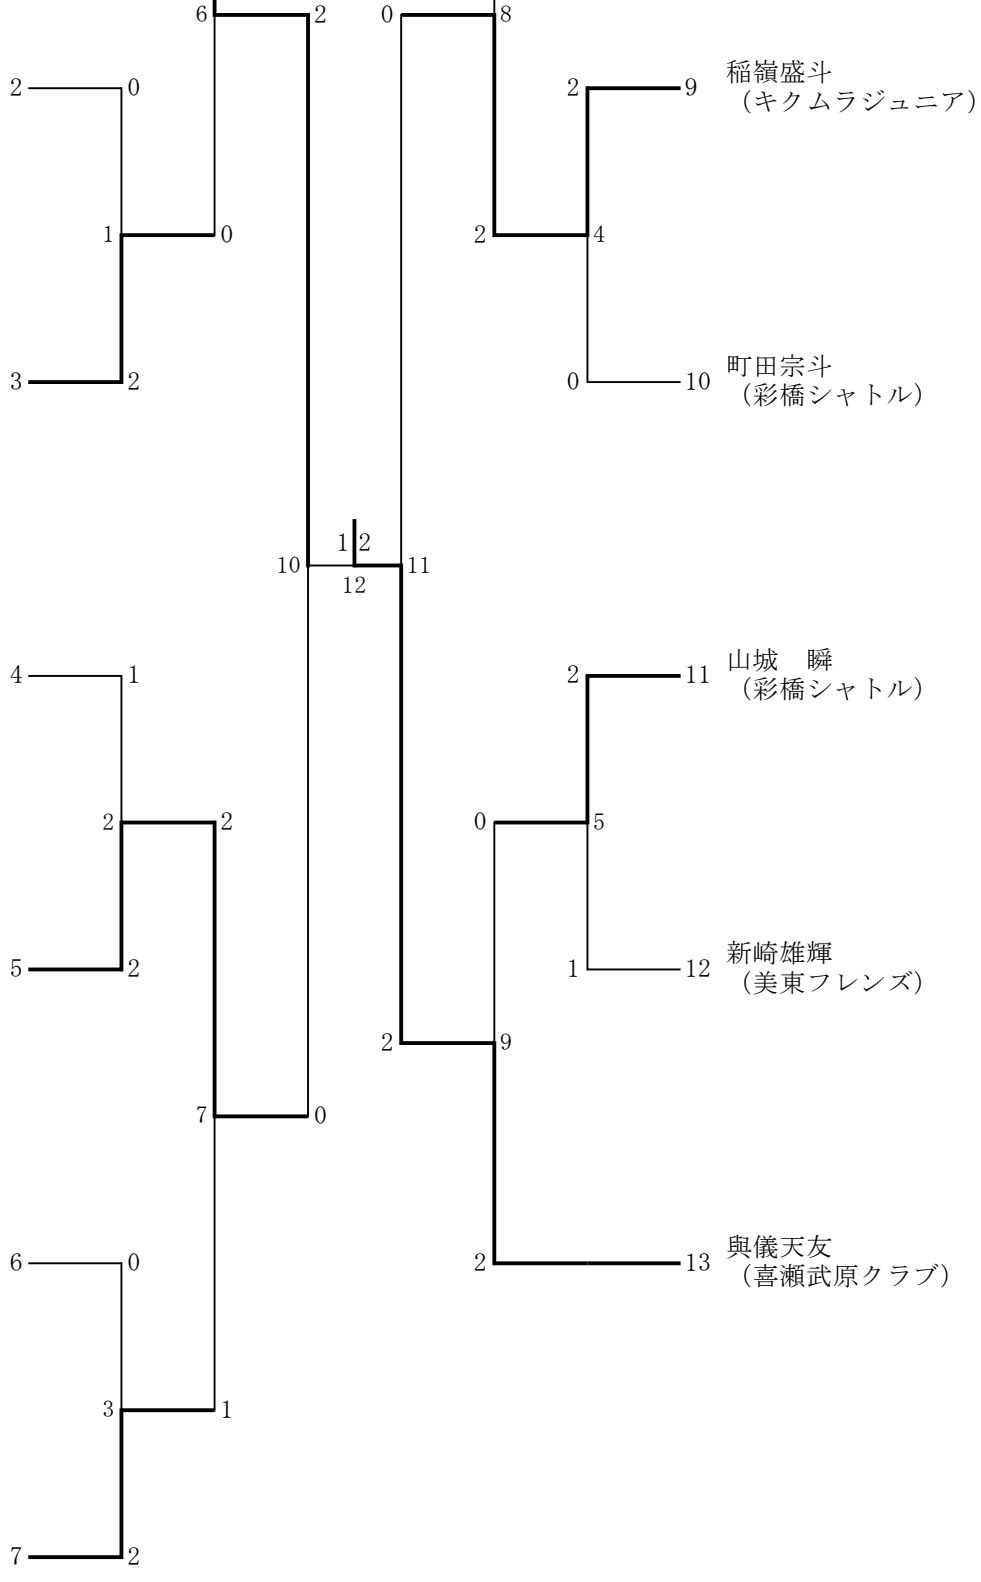 6 2 0 8
2 0 2 9 稲嶺盛斗
（キクムラジュニア）
1 0 2 4
3 2 0 10 町田宗斗
（彩橋シャトル）
1 2
10 11
12
4 1 2 11 山城　瞬
（彩橋シャトル）
2 2 0 5
5 2 1 12 新崎雄輝
（美東フレンズ）
2 9
7 0
6 0 2 13 與儀天友
（喜瀬武原クラブ）
3 1
7 2